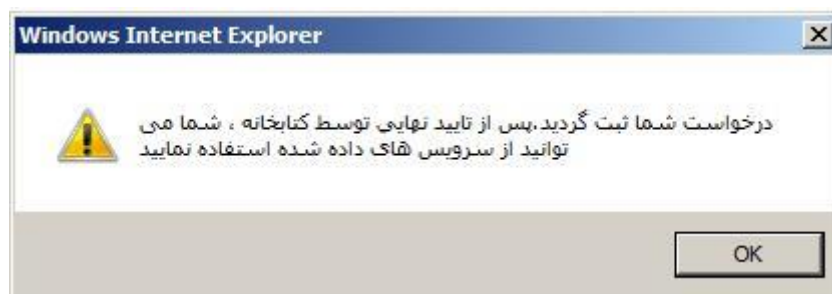 Windows Internet Explorer
درخواست شما ثبت گردید.پس از تایید نهایی توسط کتابخانه ، شما می
توانید از سرویس های داده شده استفاده نمایید
OK